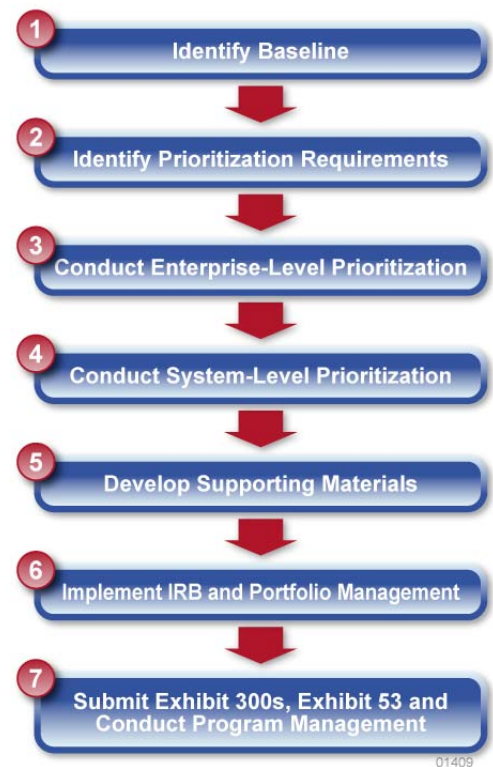 1
Identify Baseline
2
Identify Prioritization Requirements
3
Conduct Enterprise-Level Prioritization
4
Conduct System-Level Prioritization
5
Develop Supporting Materials
6
Implement IRB and Portfolio Management
7
Submit Exhibit 300s, Exhibit 53 and
Conduct Program Management
01409